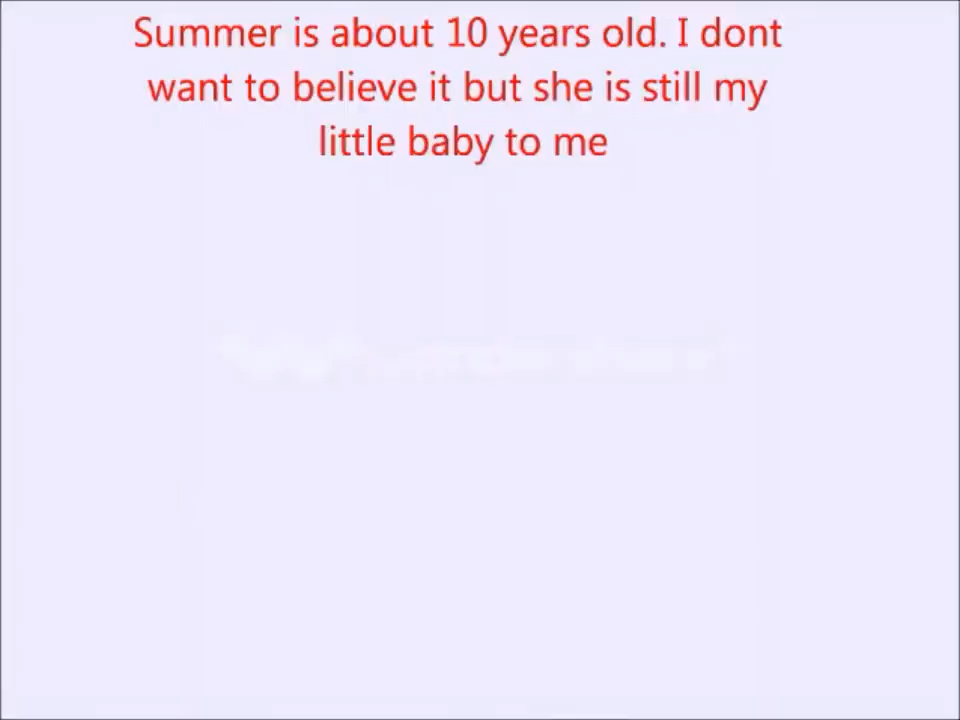 Summer is about 10 years old. I dont
want to believe it but she is still my
little baby to me